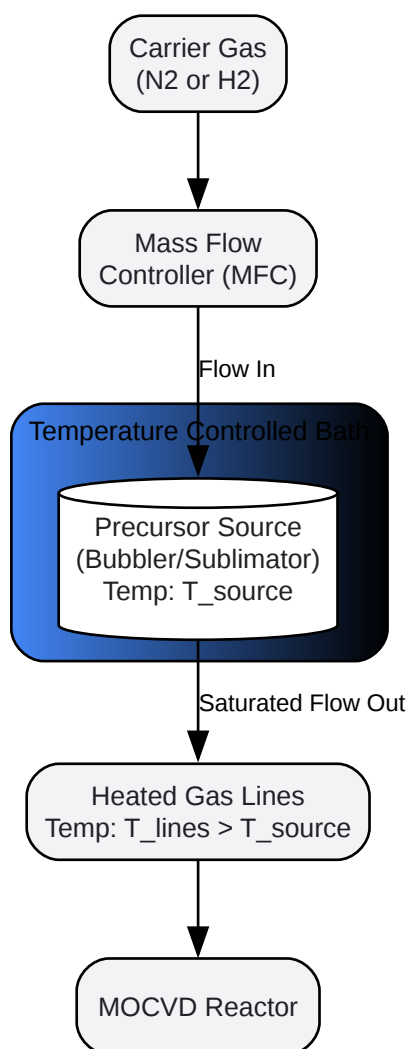 Carrier Gas
(N2 or H2)
Mass Flow
Controller (MFC)
Flow In
Temperature Controlled Bath
Precursor Source
(Bubbler/Sublimator)
Temp: T_source
Saturated Flow Out
Heated Gas Lines
Temp: T_lines > T_source
MOCVD Reactor